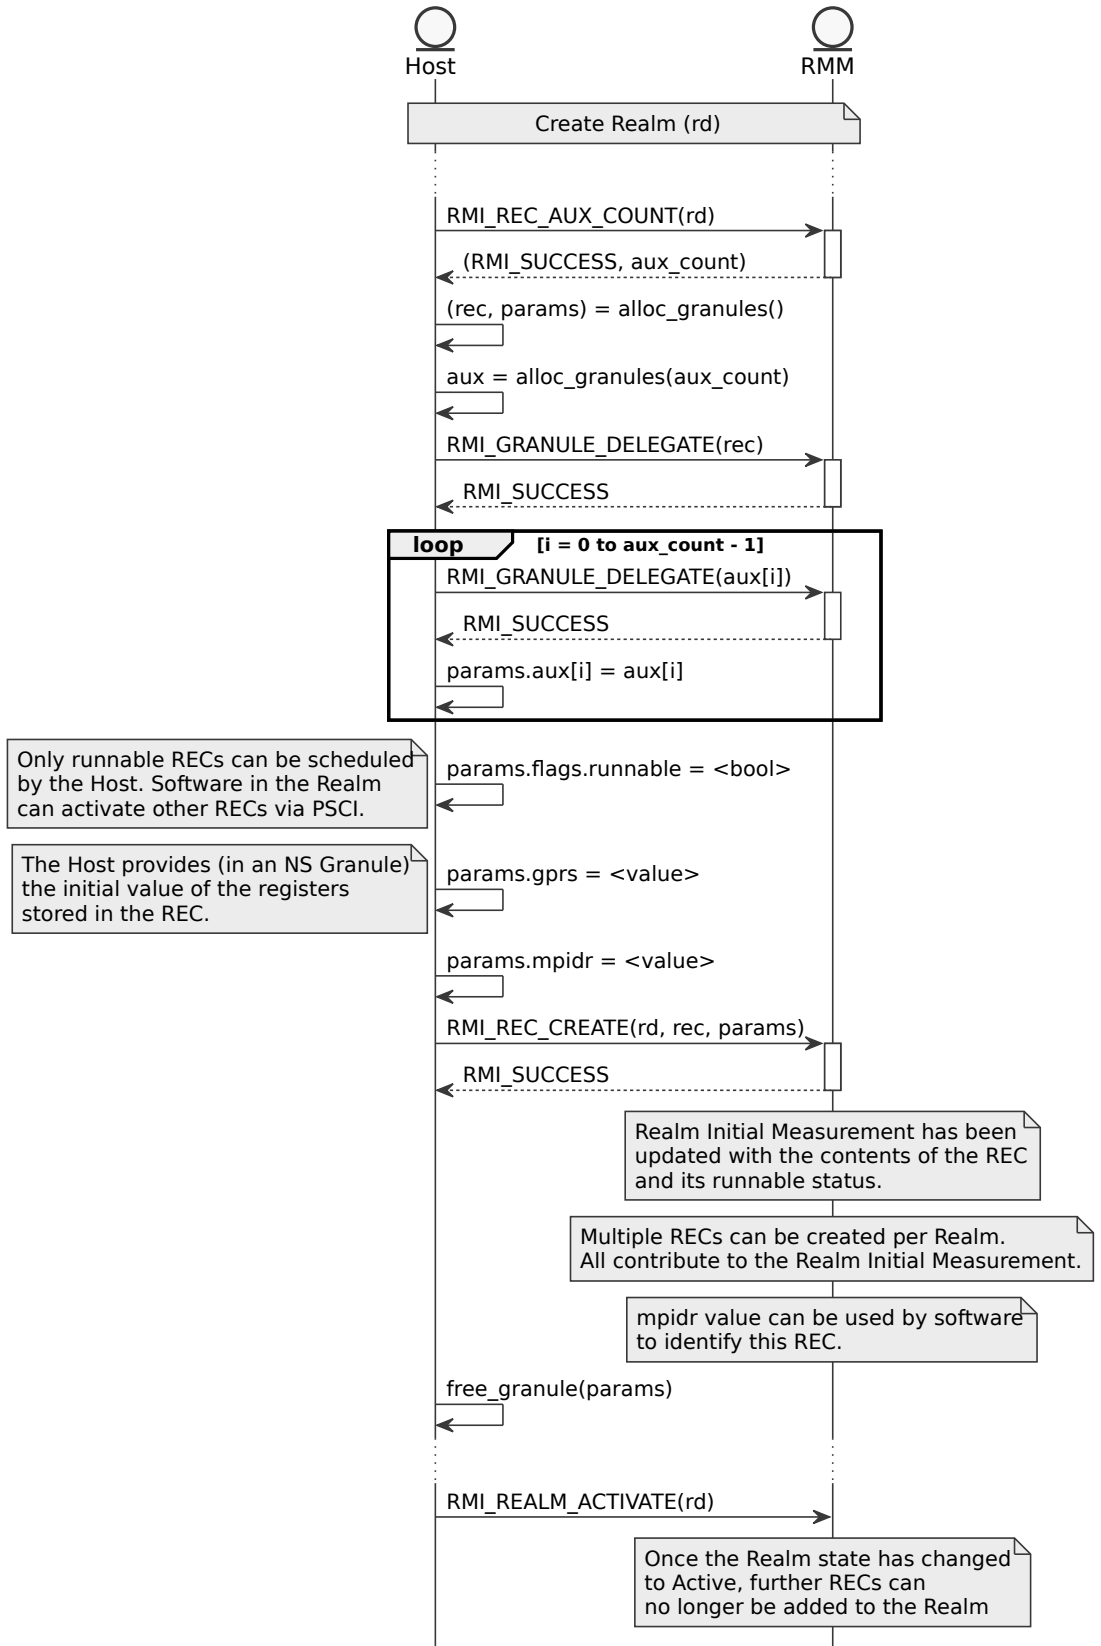 Host
RMM
Create Realm (rd)
RMI_REC_AUX_COUNT(rd)
(RMI_SUCCESS, aux_count)
(rec, params) = alloc_granules()
aux = alloc_granules(aux_count)
RMI_GRANULE_DELEGATE(rec)
RMI_SUCCESS
loop
[i = 0 to aux_count - 1]
RMI_GRANULE_DELEGATE(aux[i])
RMI_SUCCESS
params.aux[i] = aux[i]
Only runnable RECs can be scheduled
by the Host. Software in the Realm
can activate other RECs via PSCI.
params.flags.runnable = <bool>
The Host provides (in an NS Granule)
the initial value of the registers
stored in the REC.
params.gprs = <value>
params.mpidr = <value>
RMI_REC_CREATE(rd, rec, params)
RMI_SUCCESS
Realm Initial Measurement has been
updated with the contents of the REC
and its runnable status.
Multiple RECs can be created per Realm.
All contribute to the Realm Initial Measurement.
mpidr value can be used by software
to identify this REC.
free_granule(params)
RMI_REALM_ACTIVATE(rd)
Once the Realm state has changed
to Active, further RECs can
no longer be added to the Realm